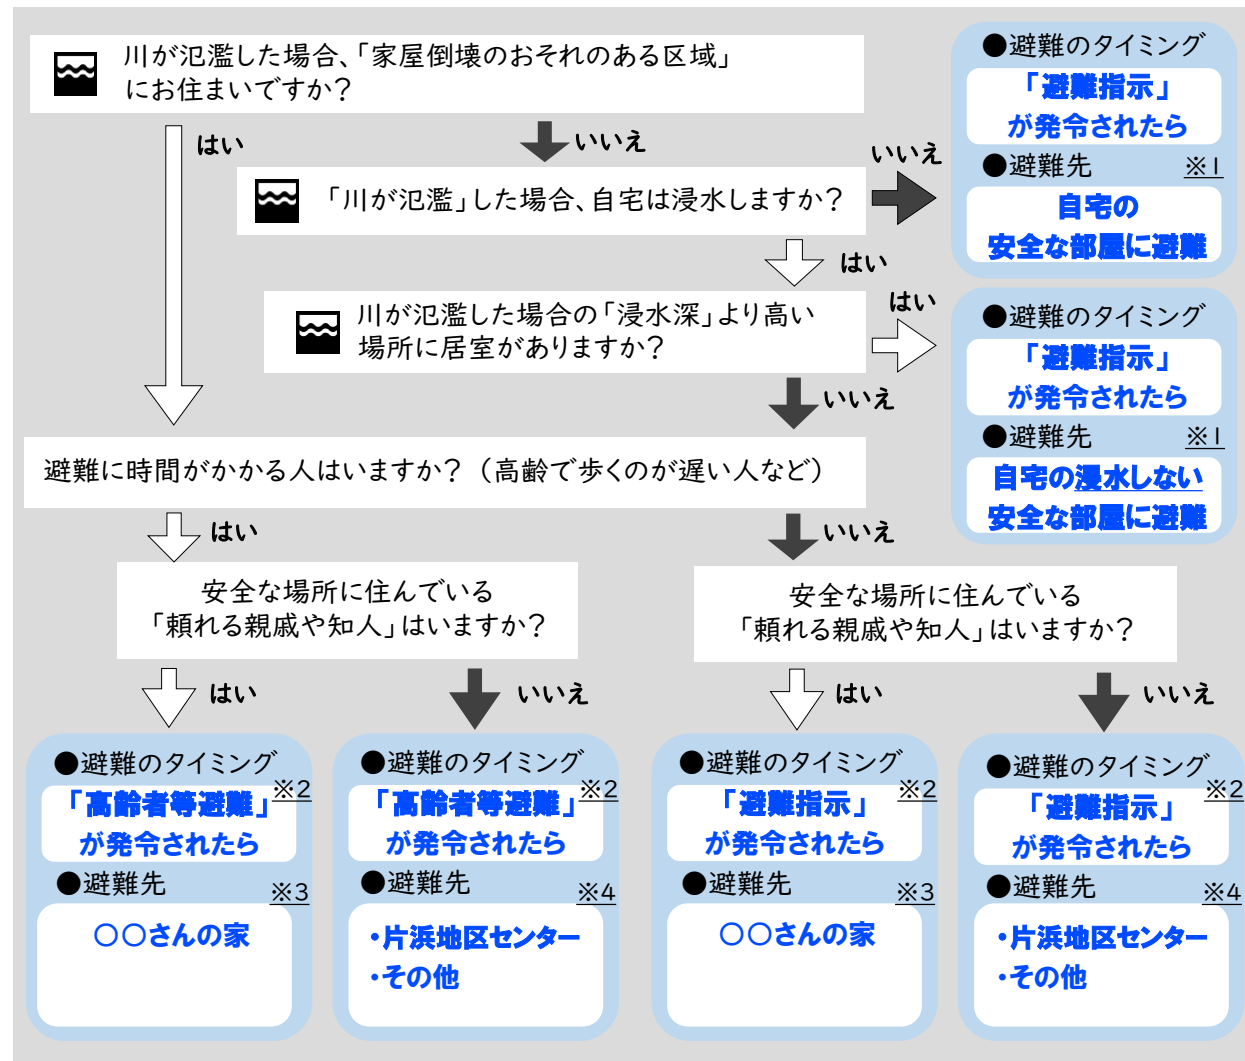 川が氾濫した場合、「家屋倒壊のおそれのある区域」
にお住まいですか？
はい
いいえ
「川が氾濫」した場合、自宅は浸水しますか？
いいえ
●避難のタイミング
「避難指示」
が発令されたら
●避難先 ※1
自宅の
安全な部屋に避難
はい
川が氾濫した場合の「浸水深」より高い
場所に居室がありますか？
はい
●避難のタイミング
「避難指示」
が発令されたら
●避難先 ※1
自宅の浸水しない
安全な部屋に避難
いいえ
避難に時間がかかる人はいますか？（高齢で歩くのが遅い人など）
はい
いいえ
安全な場所に住んでいる
「頼れる親戚や知人」はいますか？
安全な場所に住んでいる
「頼れる親戚や知人」はいますか？
はい
いいえ
はい
いいえ
●避難のタイミング
※2
「高齢者等避難」
が発令されたら
●避難先
※3
○○さんの家
●避難のタイミング
※2
「高齢者等避難」
が発令されたら
●避難先
※4
・片浜地区センター
・その他
●避難のタイミング
※2
「避難指示」
が発令されたら
●避難先
※3
○○さんの家
●避難のタイミング
※2
「避難指示」
が発令されたら
●避難先
※4
・片浜地区センター
・その他